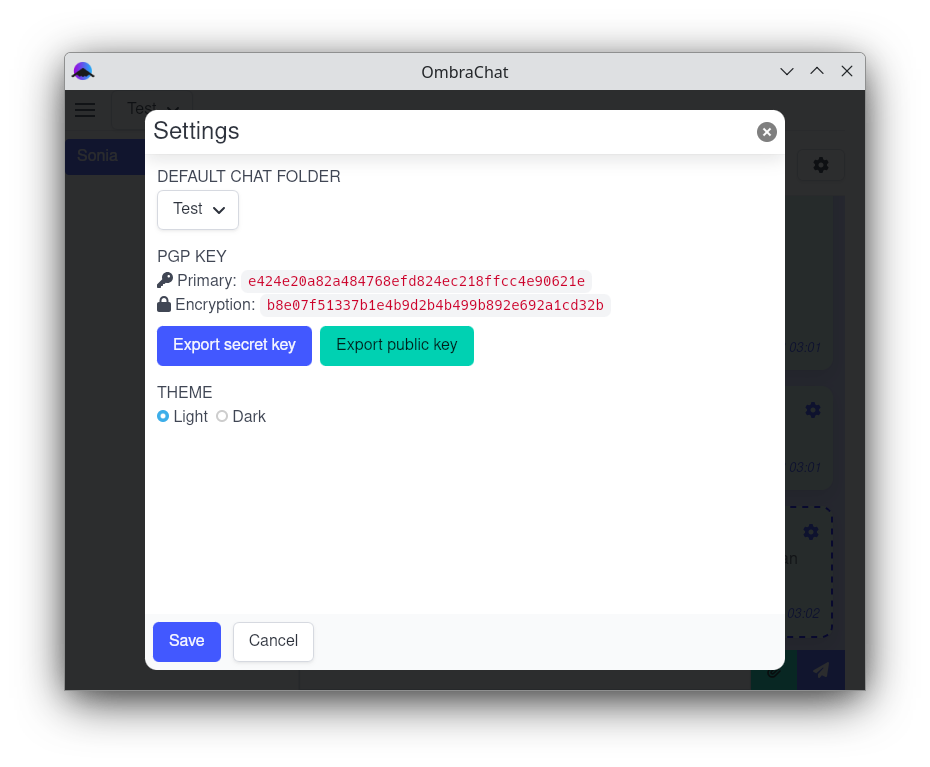 OmbraChat
Test
Sonia
Settings
DEFAULT CHAT FOLDER
Test
PGP KEY
Primary: e424e20a82a484768efd824ec218ffcc4e90621e
Encryption: b8e07f51337b1e4b9d2b4b499b892e692a1cd32b
Export secret key Export public key
THEME
Light Dark
03:01
03:01
03:02
Save Cancel